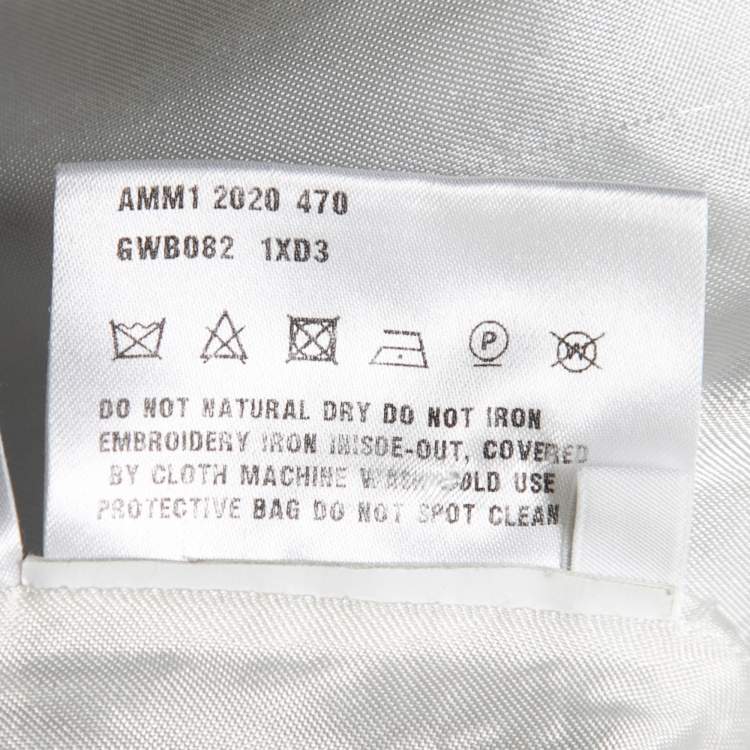 AMM1 2020 470
GWB082 1XD3
P
W
DO NOT NATURAL DRY DO NOT IRON
EMBROIDERY IRON INISDE-OUT, COVERED
BY CLOTH MACHINE USE
PROTECTIVE BAG DO NOT SPOT CLEAN